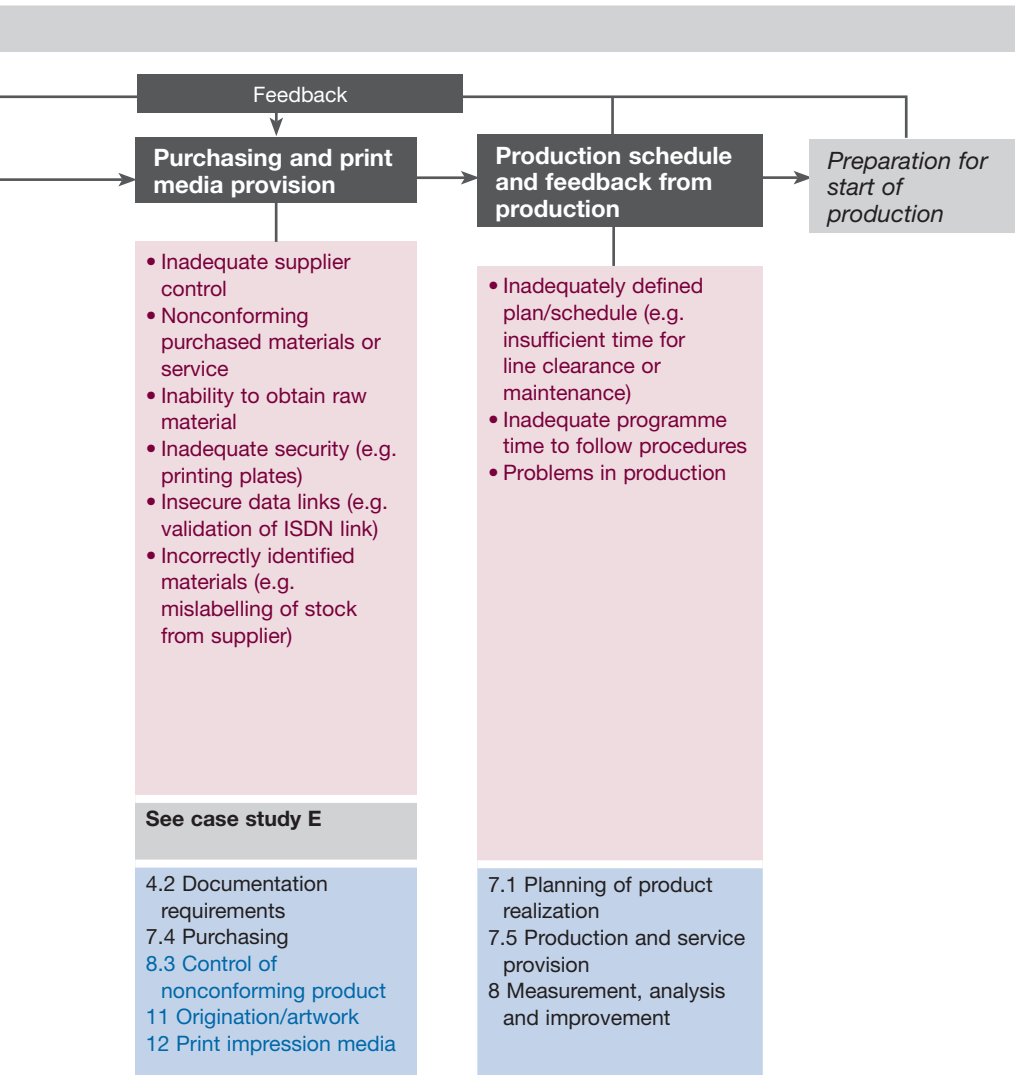 Feedback
Purchasing and print
media provision
Production schedule
and feedback from
production
Preparation for
start of
production
• Inadequate supplier
control
• Nonconforming
purchased materials or
service
• Inability to obtain raw
material
• Inadequate security (e.g.
printing plates)
• Insecure data links (e.g.
validation of ISDN link)
• Incorrectly identified
materials (e.g.
mislabelling of stock
from supplier)
• Inadequately defined
plan/schedule (e.g.
insufficient time for
line clearance or
maintenance)
• Inadequate programme
time to follow procedures
• Problems in production
See case study E
4.2 Documentation
requirements
7.4 Purchasing
8.3 Control of
nonconforming product
11 Origination/artwork
12 Print impression media
7.1 Planning of product
realization
7.5 Production and service
provision
8 Measurement, analysis
and improvement